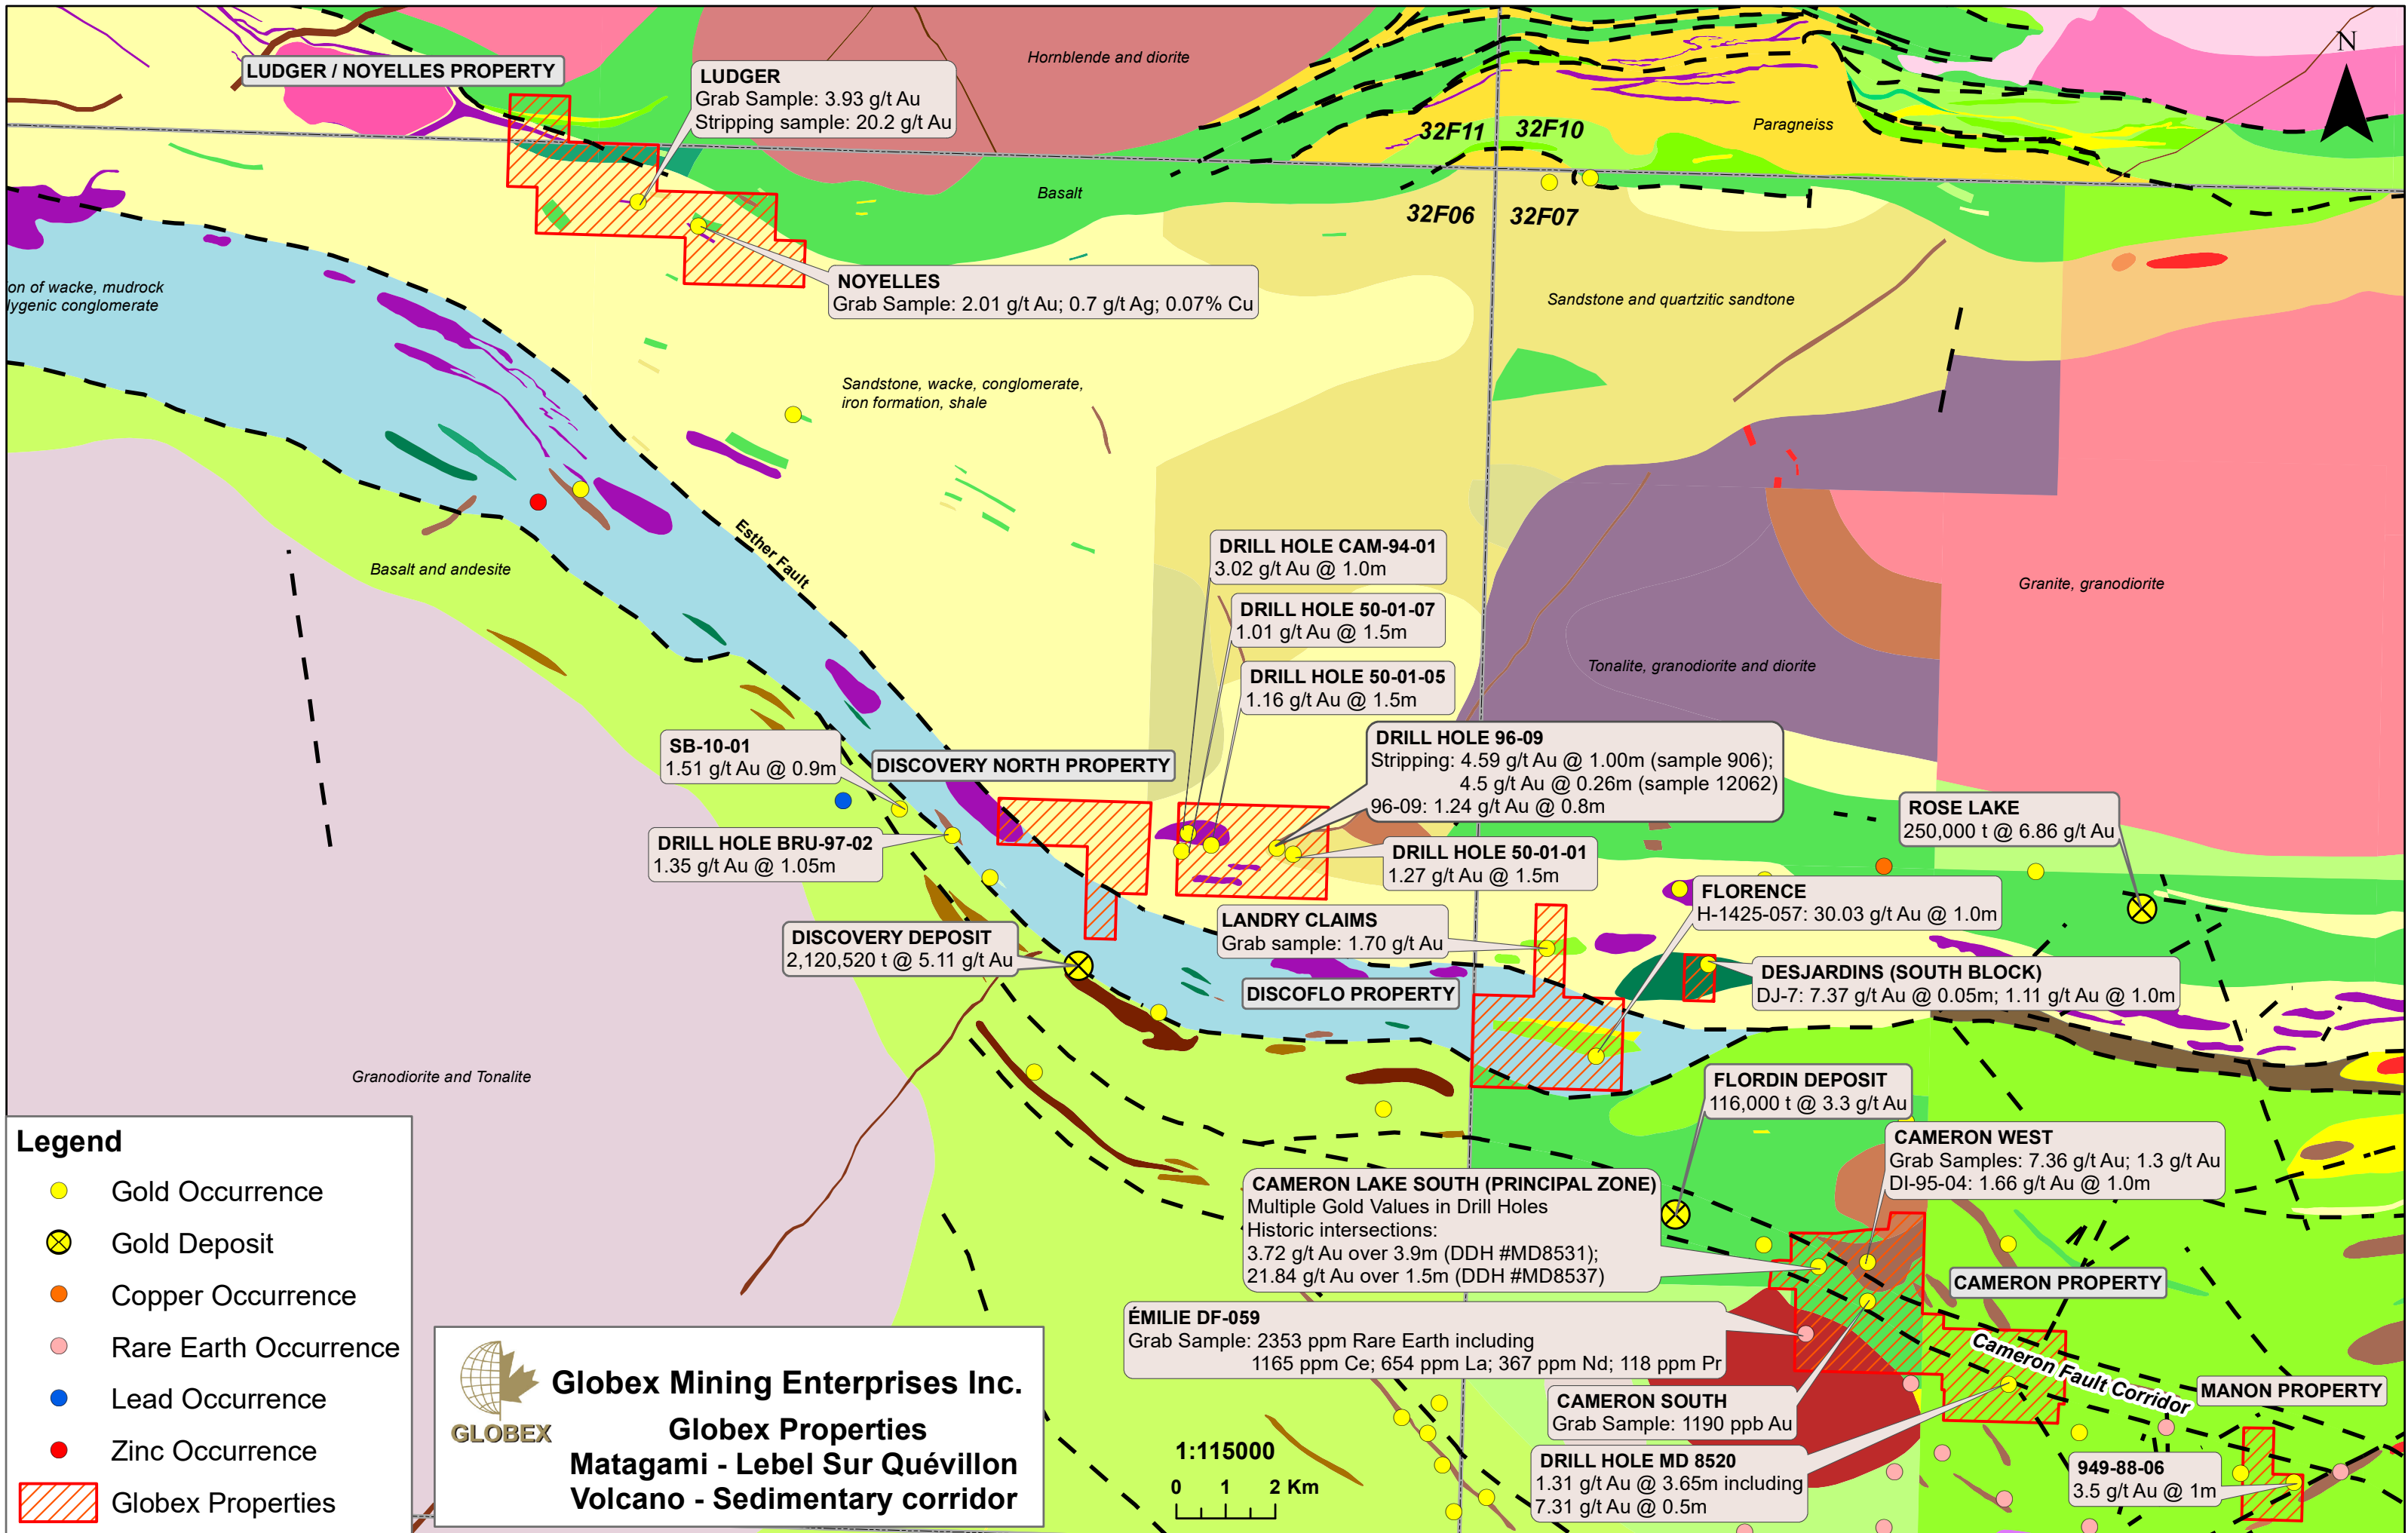 LUDGER / NOYELLES PROPERTY
LUDGER
Grab Sample: 3.93 g/t Au
Stripping sample: 20.2 g/t Au
Hornblende and diorite
N
32F11 32F10
Paragneiss
Basalt
32F06 32F07
NOYELLES
Grab Sample: 2.01 g/t Au; 0.7 g/t Ag; 0.07% Cu
on of wacke, mudrock
lygenic conglomerate
Sandstone and quartzitic sandtone
Sandstone, wacke, conglomerate,
iron formation, shale
Esther Fault
Basalt and andesite
DRILL HOLE CAM-94-01
3.02 g/t Au @ 1.0m
DRILL HOLE 50-01-07
1.01 g/t Au @ 1.5m
DRILL HOLE 50-01-05
1.16 g/t Au @ 1.5m
Granite, granodiorite
Tonalite, granodiorite and diorite
SB-10-01
1.51 g/t Au @ 0.9m
DISCOVERY NORTH PROPERTY
DRILL HOLE 96-09
Stripping: 4.59 g/t Au @ 1.00m (sample 906);
4.5 g/t Au @ 0.26m (sample 12062)
96-09: 1.24 g/t Au @ 0.8m
ROSE LAKE
250,000 t @ 6.86 g/t Au
DRILL HOLE BRU-97-02
1.35 g/t Au @ 1.05m
DRILL HOLE 50-01-01
1.27 g/t Au @ 1.5m
FLORENCE
H-1425-057: 30.03 g/t Au @ 1.0m
LANDRY CLAIMS
Grab sample: 1.70 g/t Au
DISCOVERY DEPOSIT
2,120,520 t @ 5.11 g/t Au
DISCOFLO PROPERTY
DESJARDINS (SOUTH BLOCK)
DJ-7: 7.37 g/t Au @ 0.05m; 1.11 g/t Au @ 1.0m
Granodiorite and Tonalite
FLORDIN DEPOSIT
116,000 t @ 3.3 g/t Au
CAMERON WEST
Grab Samples: 7.36 g/t Au; 1.3 g/t Au
DI-95-04: 1.66 g/t Au @ 1.0m
CAMERON LAKE SOUTH (PRINCIPAL ZONE)
Multiple Gold Values in Drill Holes
Historic intersections:
3.72 g/t Au over 3.9m (DDH #MD8531);
21.84 g/t Au over 1.5m (DDH #MD8537)
CAMERON PROPERTY
ÉMILIE DF-059
Grab Sample: 2353 ppm Rare Earth including
1165 ppm Ce; 654 ppm La; 367 ppm Nd; 118 ppm Pr
Cameron Fault Corridor
CAMERON SOUTH
Grab Sample: 1190 ppb Au
MANON PROPERTY
DRILL HOLE MD 8520
1.31 g/t Au @ 3.65m including
7.31 g/t Au @ 0.5m
949-88-06
3.5 g/t Au @ 1m
Legend
Gold Occurrence
Gold Deposit
Copper Occurrence
Rare Earth Occurrence
Lead Occurrence
Zinc Occurrence
Globex Properties
GLOBEX
Globex Mining Enterprises Inc.
Globex Properties
Matagami - Lebel Sur Quévillon
Volcano - Sedimentary corridor
1:115000
0 1 2 Km